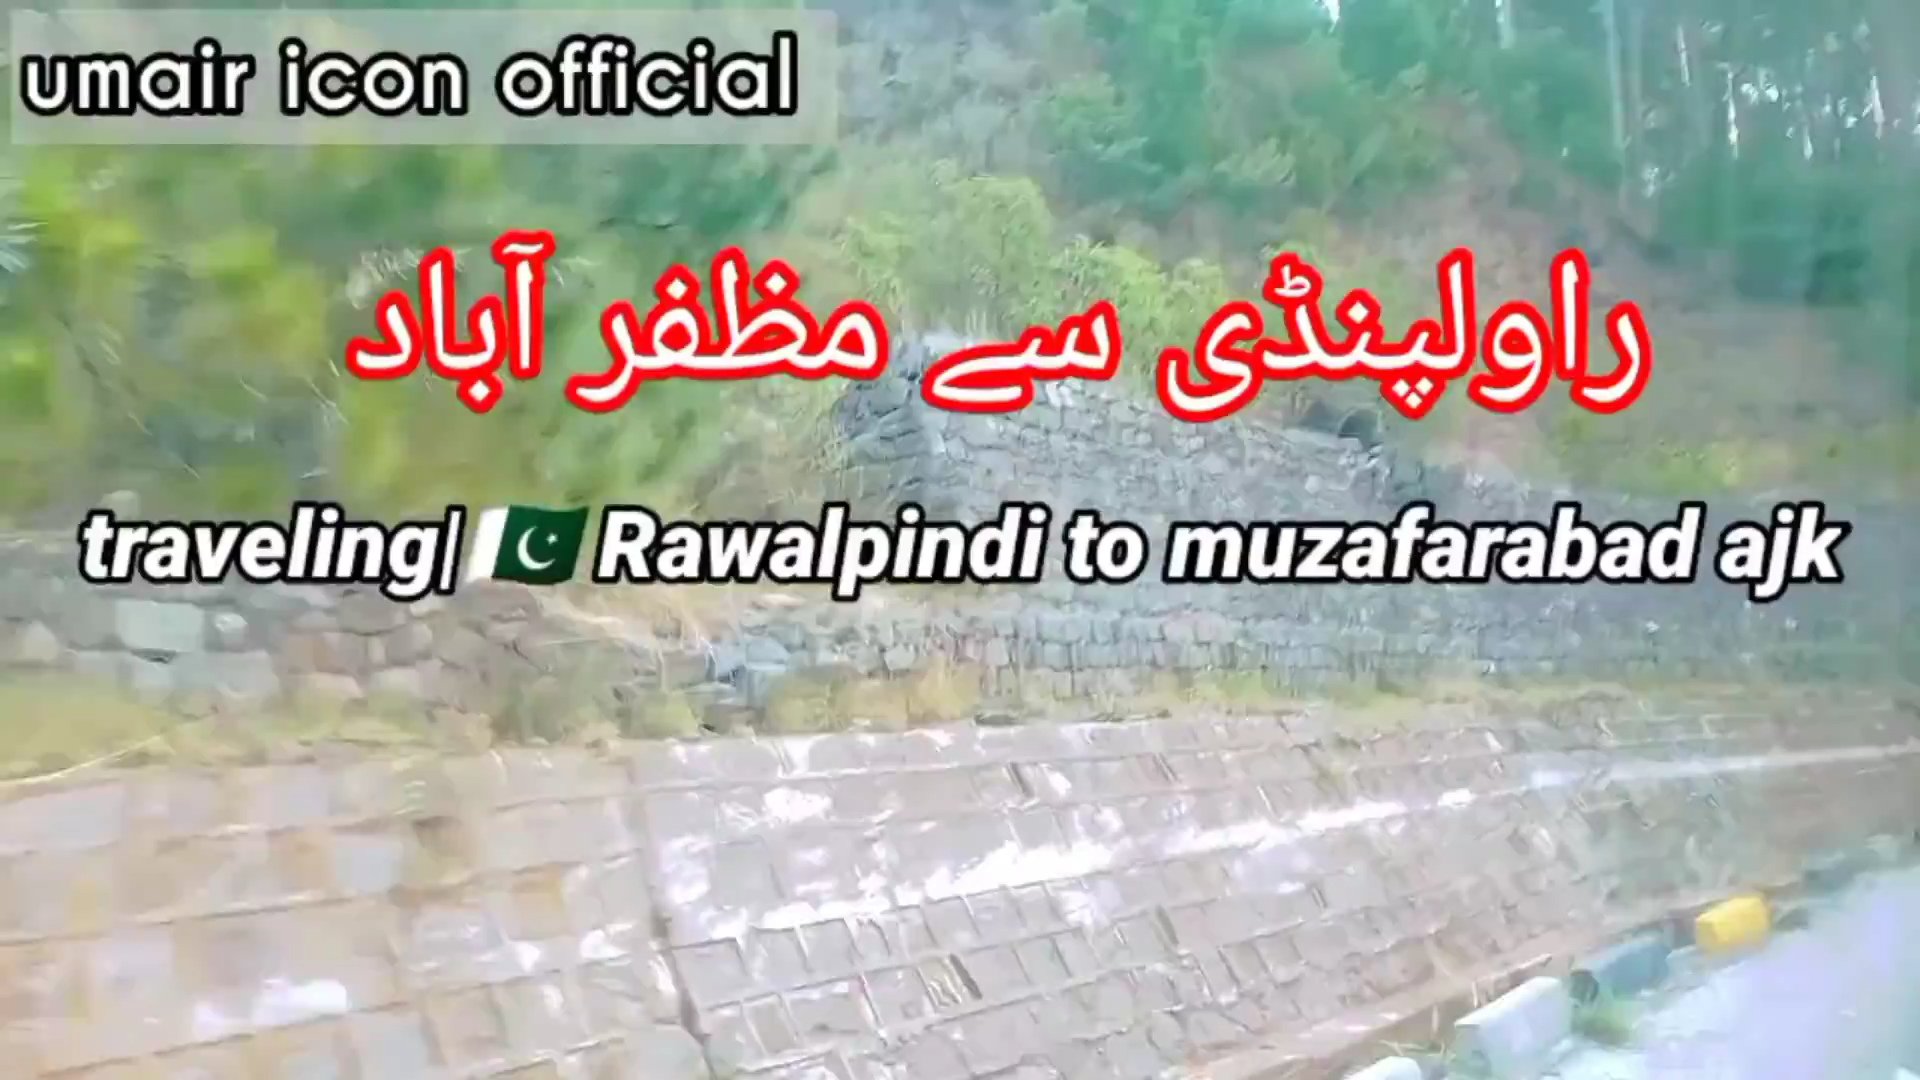 umair icon official
راولپنڈی سے مظفر آباد
traveling| 🇵🇰 Rawalpindi to muzafarabad ajk